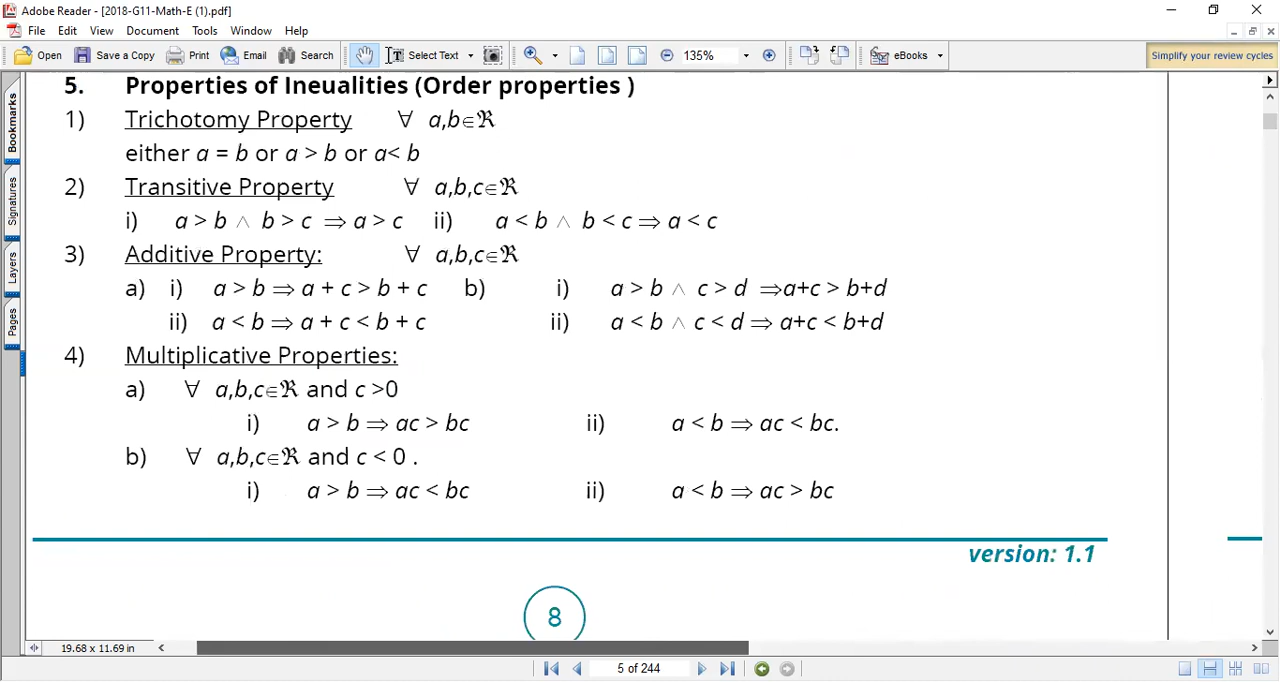 Adobe Reader - [2018-G11-Math-E (1).pdf]
File Edit View Document Tools Window Help
Open Save a Copy Print Email Search Select Text 135% eBooks Simplify your review cycles
Bookmarks
Signatures
Layers
Pages
5. Properties of Ineualities (Order properties )
1) Trichotomy Property ∀ a,b∈ℜ
either a = b or a > b or a< b
2) Transitive Property ∀ a,b,c∈ℜ
i) a > b ∧ b > c ⇒ a > c ii) a < b ∧ b < c ⇒ a < c
3) Additive Property: ∀ a,b,c∈ℜ
a) i) a > b ⇒ a + c > b + c b) i) a > b ∧ c > d ⇒a+c > b+d
ii) a < b ⇒ a + c < b + c ii) a < b ∧ c < d ⇒ a+c < b+d
4) Multiplicative Properties:
a) ∀ a,b,c∈ℜ and c >0
i) a > b ⇒ ac > bc ii) a < b ⇒ ac < bc.
b) ∀ a,b,c∈ℜ and c < 0 .
i) a > b ⇒ ac < bc ii) a < b ⇒ ac > bc
version: 1.1
8
19.68 x 11.69 in
5 of 244